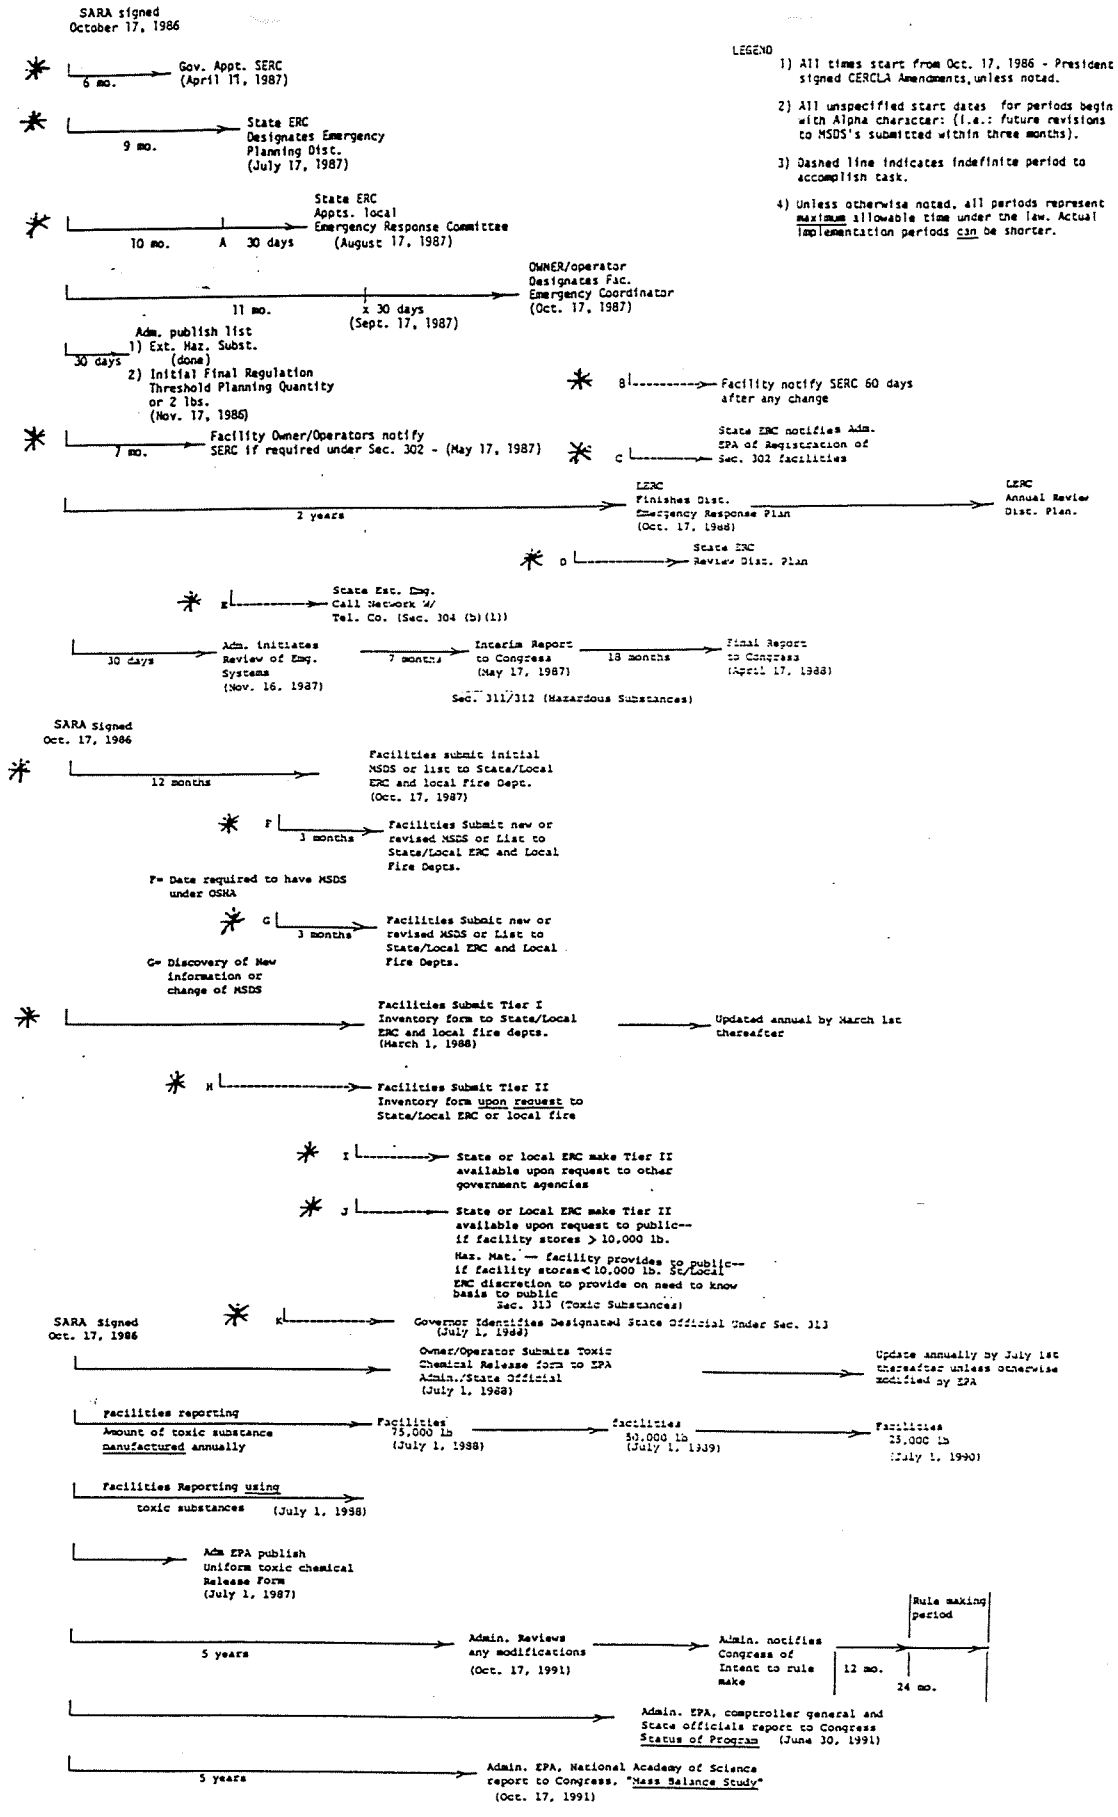 SARA signed
October 17, 1986
LEGEND
1) All times start from Oct. 17, 1986 - President
signed CERCLA Amendments, unless noted.
2) All unspecified start dates for periods begin
with Alpha character: (i.e.: future revisions
to MSDS's submitted within three months).
3) Dashed line indicates indefinite period to
accomplish task.
4) Unless otherwise noted, all periods represent
maximum allowable time under the law. Actual
implementation periods can be shorter.
6 mo.
Gov. Appt. SERC
(April 17, 1987)
9 mo.
State ERC
Designates Emergency
Planning Dist.
(July 17, 1987)
10 mo. A 30 days
State ERC
Appts. local
Emergency Response Committee
(August 17, 1987)
11 mo. x 30 days
(Sept. 17, 1987)
OWNER/operator
Designates Fac.
Emergency Coordinator
(Oct. 17, 1987)
30 days
Adm. publish list
1) Ext. Haz. Subst.
(done)
2) Initial Final Regulation
Threshold Planning Quantity
or 2 lbs.
(Nov. 17, 1986)
B
Facility notify SERC 60 days
after any change
7 mo.
Facility Owner/Operators notify
SERC if required under Sec. 302 - (May 17, 1987)
C
State ERC notifies Adm.
EPA of Registration of
Sec. 302 facilities
2 years
LERC
Finishes Dist.
Emergency Response Plan
(Oct. 17, 1988)
LERC
Annual Review
Dist. Plan.
D
State ERC
Review Dist. Plan
E
State Est. Emg.
Call Network W/
Tel. Co. (Sec. 304 (b)(1))
30 days
Adm. initiates
Review of Emg.
Systems
(Nov. 16, 1987)
7 months
Interim Report
to Congress
(May 17, 1987)
18 months
Final Report
to Congress
(April 17, 1988)
Sec. 311/312 (Hazardous Substances)
SARA Signed
Oct. 17, 1986
12 months
Facilities submit initial
MSDS or list to State/Local
ERC and local Fire Dept.
(Oct. 17, 1987)
F
3 months
Facilities Submit new or
revised MSDS or List to
State/Local ERC and Local
Fire Depts.
F= Date required to have MSDS
under OSHA
G
3 months
Facilities Submit new or
revised MSDS or List to
State/Local ERC and Local
Fire Depts.
G= Discovery of New
information or
change of MSDS
Facilities Submit Tier I
Inventory form to State/Local
ERC and local fire depts.
(March 1, 1988)
Updated annual by March 1st
thereafter
H
Facilities Submit Tier II
Inventory form upon request to
State/Local ERC or local fire
I
State or local ERC make Tier II
available upon request to other
government agencies
J
State or Local ERC make Tier II
available upon request to public--
if facility stores > 10,000 lb.
Haz. Mat. — facility provides to public--
if facility stores < 10,000 lb. St/Local
ERC discretion to provide on need to know
basis to public
Sec. 313 (Toxic Substances)
SARA Signed
Oct. 17, 1986
K
Governor Identifies Designated State Official Under Sec. 313
(July 1, 1988)
Owner/Operator Submits Toxic
Chemical Release form to EPA
Admin./State Official
(July 1, 1988)
Update annually by July 1st
thereafter unless otherwise
modified by EPA
Facilities reporting
Amount of toxic substance
manufactured annually
Facilities
75,000 lb
(July 1, 1988)
facilities
50,000 lb
(July 1, 1989)
Facilities
25,000 lb
(July 1, 1990)
Facilities Reporting using
toxic substances (July 1, 1988)
Adm EPA publish
Uniform toxic chemical
Release Form
(July 1, 1987)
5 years
Admin. Reviews
any modifications
(Oct. 17, 1991)
Admin. notifies
Congress of
Intent to rule
make
12 mo.
24 mo.
Rule making
period
Admin. EPA, comptroller general and
State officials report to Congress
Status of Program (June 30, 1991)
5 years
Admin. EPA, National Academy of Science
report to Congress, "Mass Balance Study"
(Oct. 17, 1991)